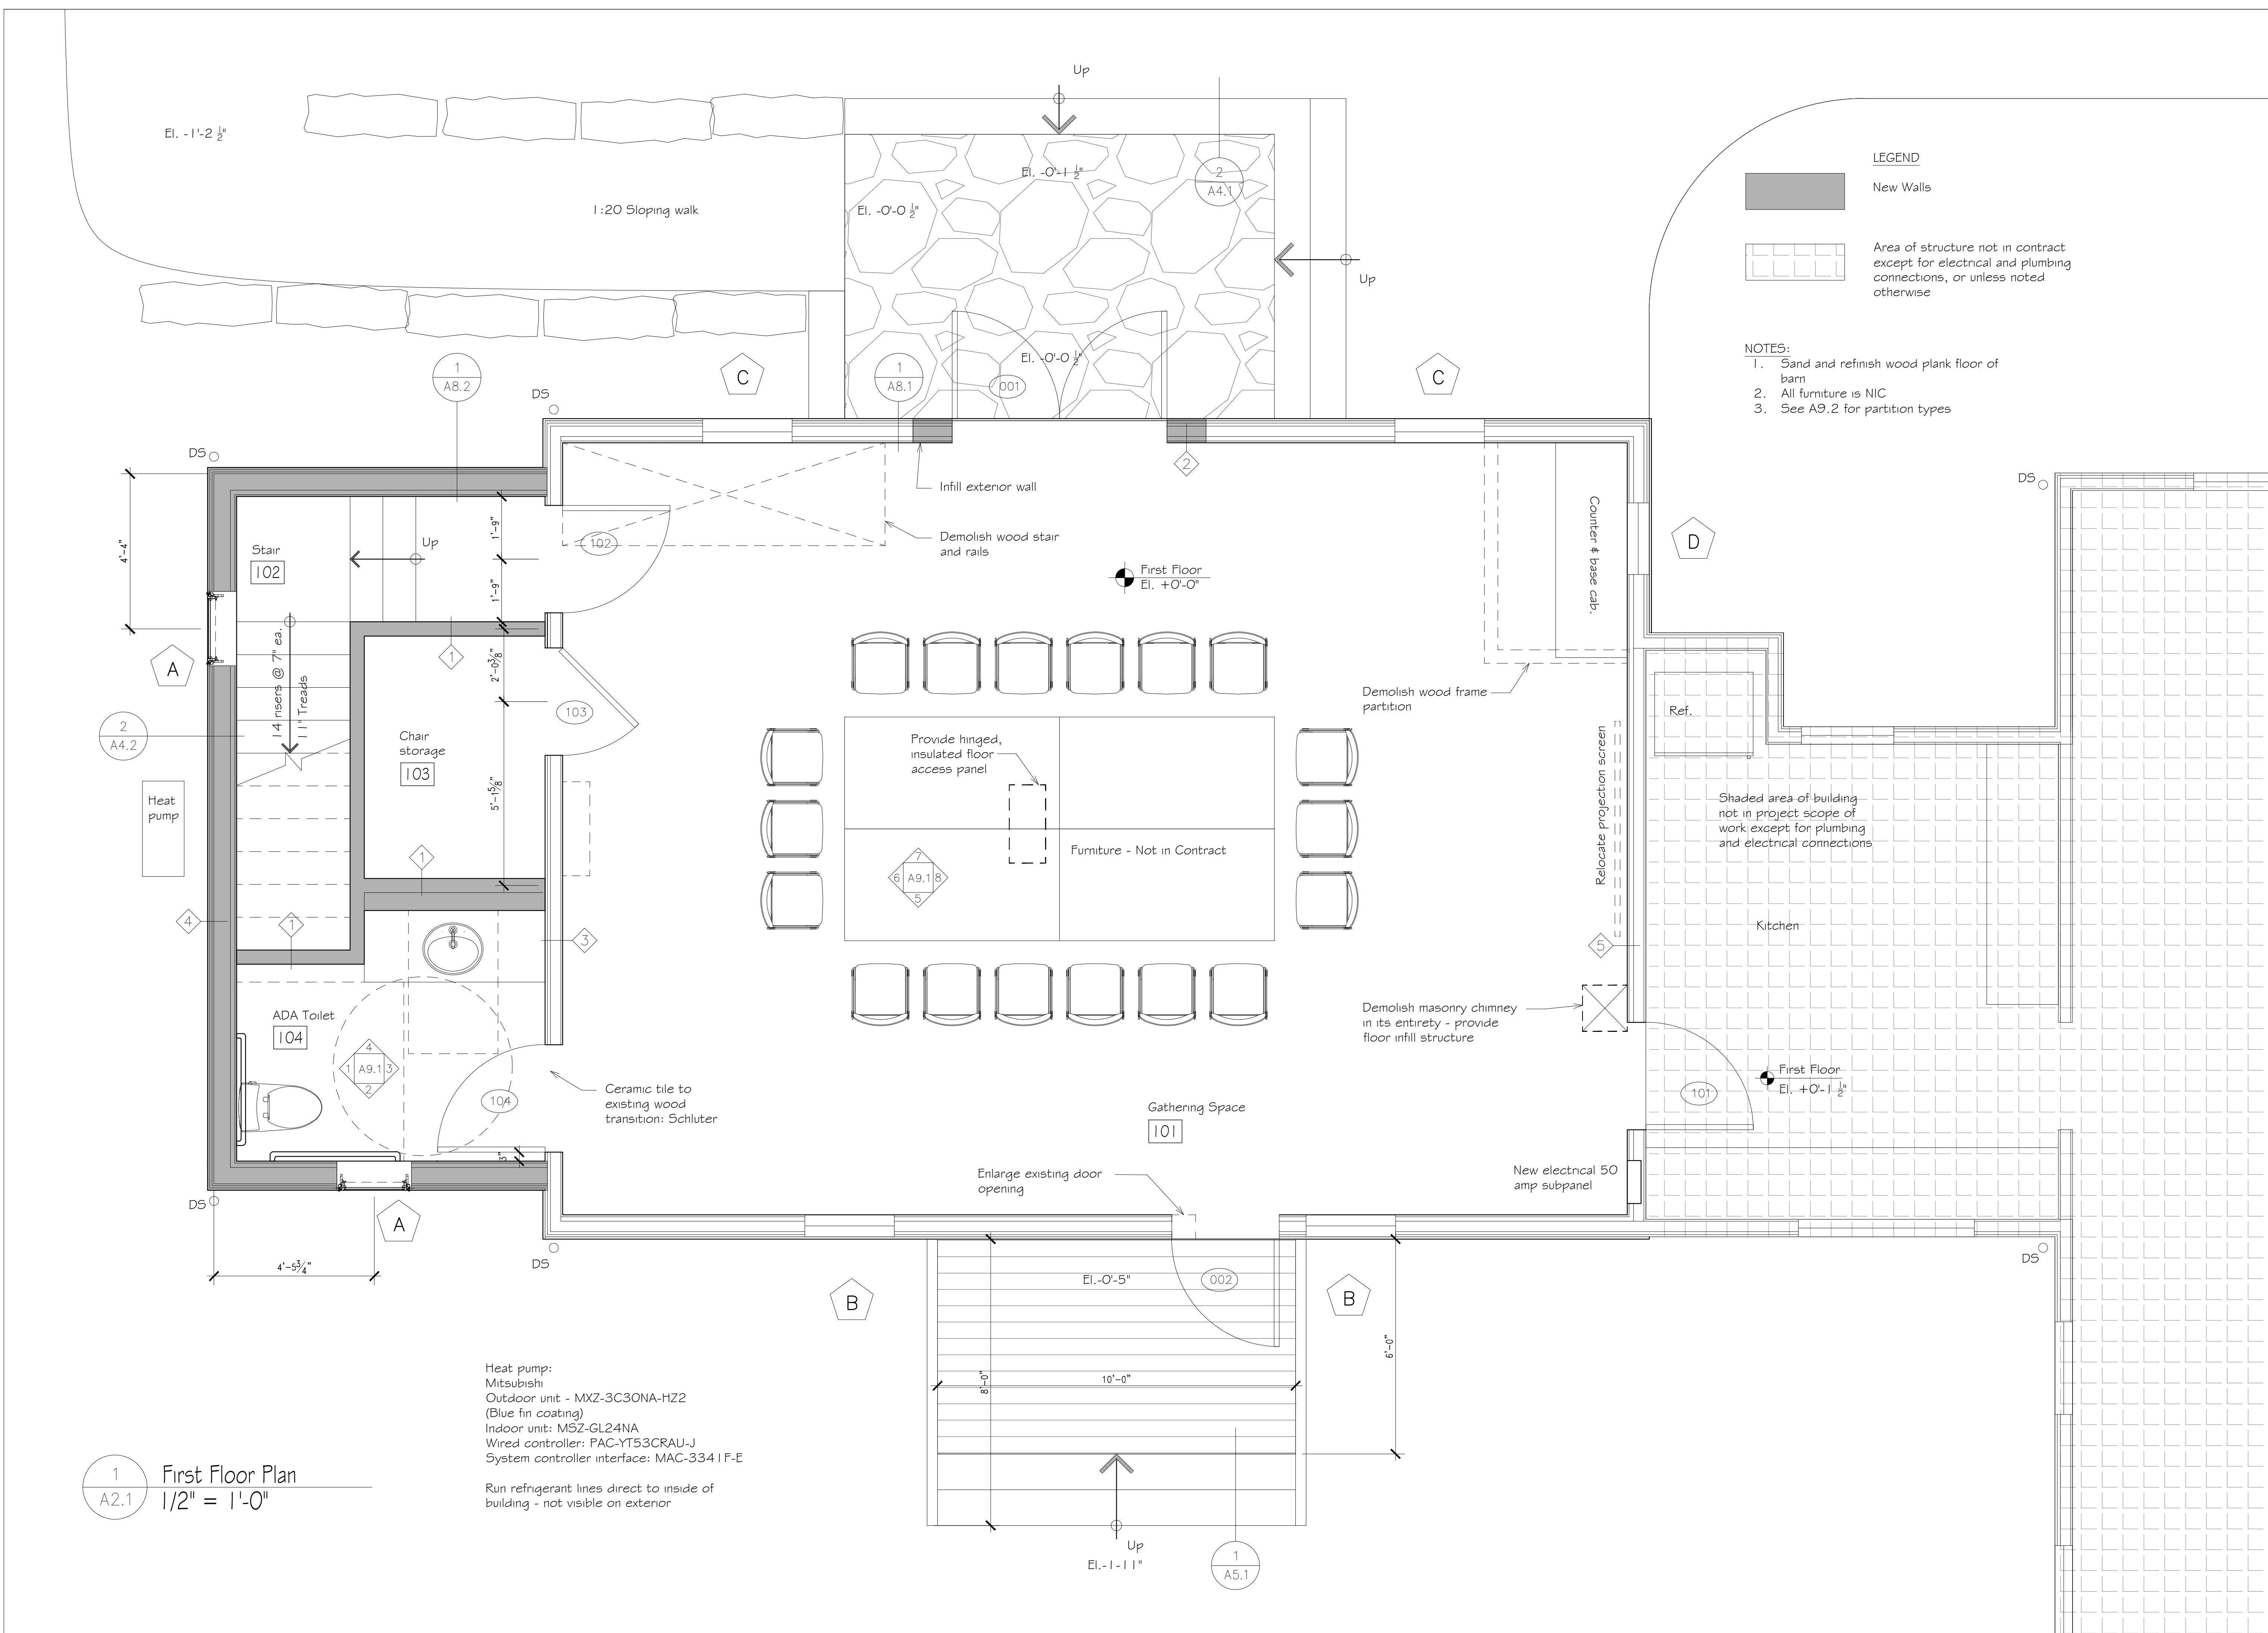 Up
El. -1'-2 1/2"
El. -0'-1 1/2"
2
A4.1
1:20 Sloping walk
El. -0'-0 1/2"
Up
LEGEND
New Walls
Area of structure not in contract
except for electrical and plumbing
connections, or unless noted
otherwise
NOTES:
1. Sand and refinish wood plank floor of
barn
2. All furniture is NIC
3. See A9.2 for partition types
1
A8.2
C
1
A8.1
El. -0'-0 1/2"
001
C
DS
DS
2
Infill exterior wall
Demolish wood stair
and rails
102
Counter & base cab.
D
DS
4'-4"
Stair
102
Up
1'-9"
1'-9"
First Floor
El. +0'-0"
A
14 risers @ 7" ea.
11" Treads
1
2'-0 3/8"
103
Demolish wood frame
partition
Ref.
2
A4.2
Chair
storage
103
Provide hinged,
insulated floor
access panel
Relocate projection screen
Heat
pump
5'-1 5/8"
Shaded area of building
not in project scope of
work except for plumbing
and electrical connections
1
Furniture - Not in Contract
7
6 A9.1 8
5
4
1
3
5
Kitchen
ADA Toilet
104
4
1 A9.1 3
2
104
Ceramic tile to
existing wood
transition: Schluter
Demolish masonry chimney
in its entirety - provide
floor infill structure
101
First Floor
El. +0'-1 1/2"
Gathering Space
101
3"
Enlarge existing door
opening
New electrical 50
amp subpanel
DS
A
DS
DS
4'-5 3/4"
B
El.-0'-5"
002
B
8'-0"
10'-0"
6'-0"
Heat pump:
Mitsubishi
Outdoor unit - MXZ-3C30NA-HZ2
(Blue fin coating)
Indoor unit: MSZ-GL24NA
Wired controller: PAC-YT53CRAU-J
System controller interface: MAC-3341F-E
Run refrigerant lines direct to inside of
building - not visible on exterior
1
A2.1
First Floor Plan
1/2" = 1'-0"
Up
El.-1-11"
1
A5.1